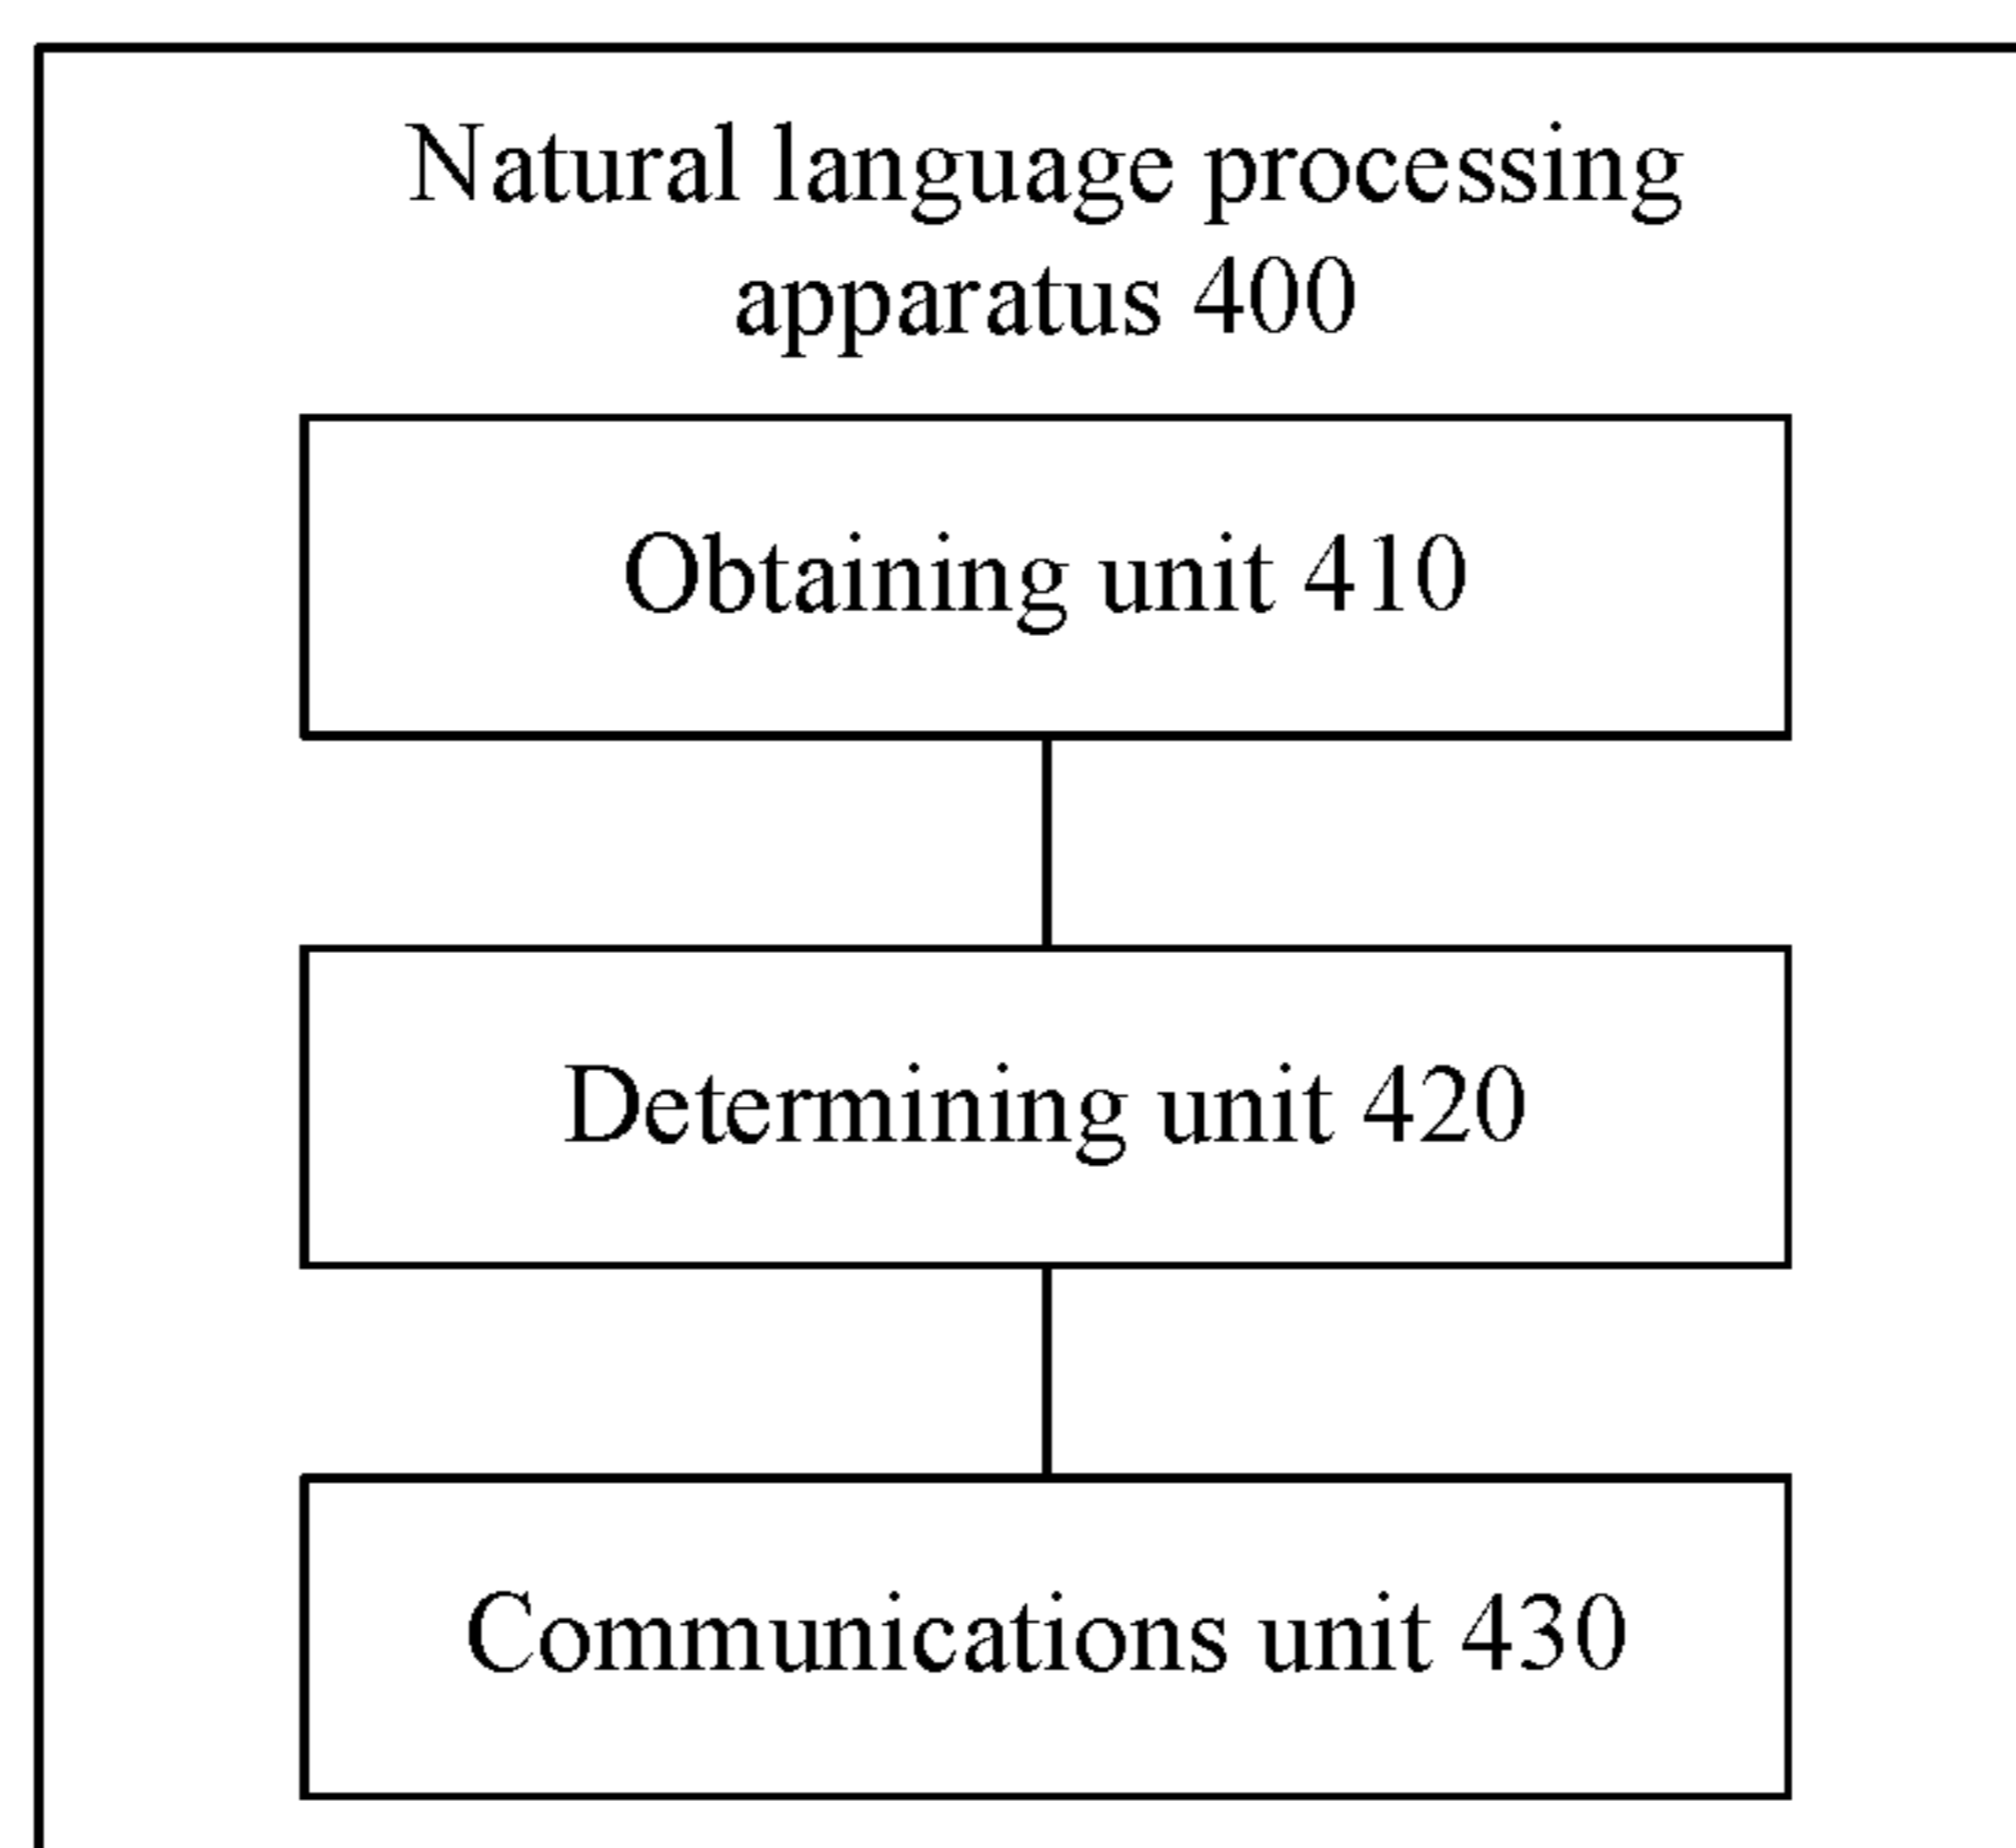 Natural language processing
apparatus 400
Obtaining unit 410
Determining unit 420
Communications unit 430